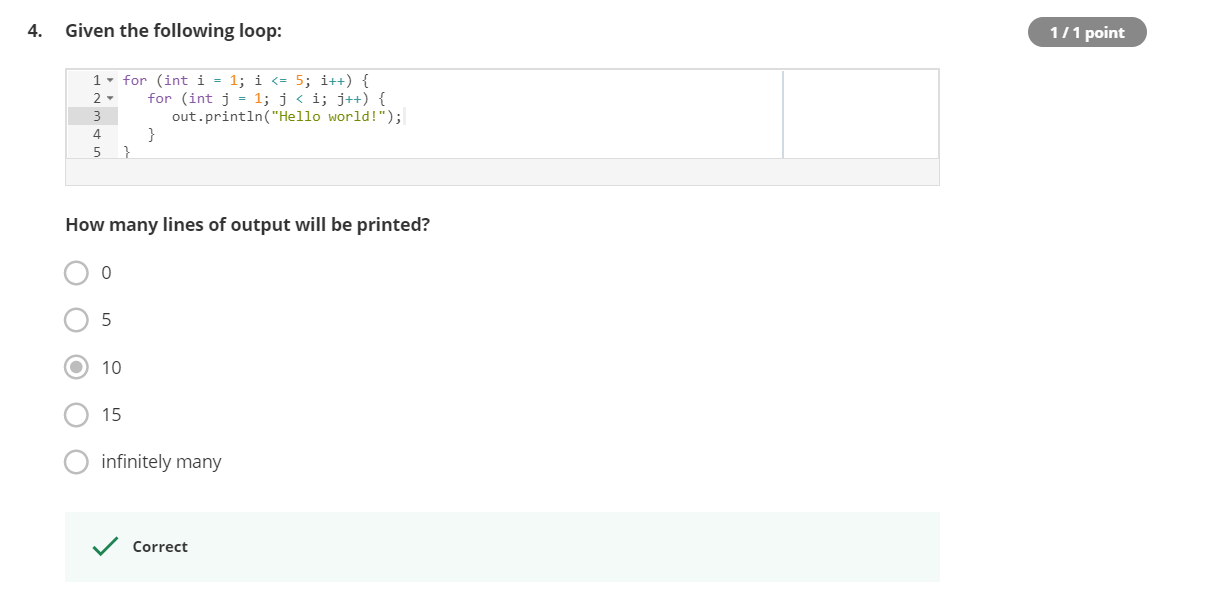 4. Given the following loop:
1 / 1 point
1 for (int i = 1; i <= 5; i++) {
2 for (int j = 1; j < i; j++) {
3 out.println("Hello world!");
4 }
5 }
How many lines of output will be printed?
0
5
10
15
infinitely many
Correct